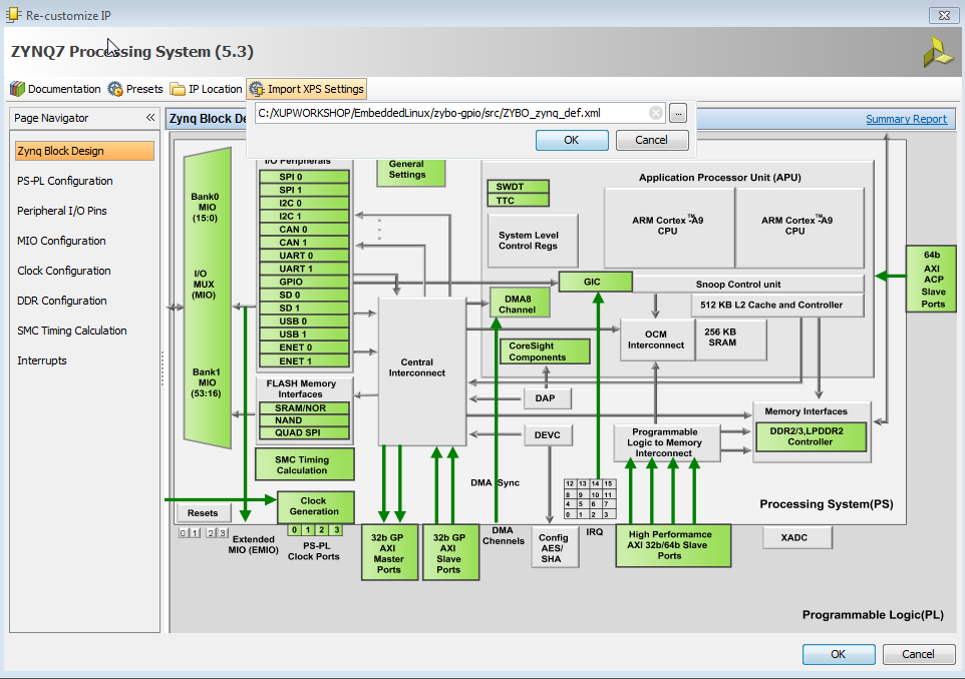 Re-customize IP
ZYNQ7 Processing System (5.3)
Documentation Presets IP Location Import XPS Settings
C:/XUPWORKSHOP/EmbeddedLinux/zybo-gpio/src/ZYBO_zynq_def.xml ...
OK Cancel
Page Navigator «
Zynq Block De
Summary Report
Zynq Block Design
PS-PL Configuration
Peripheral I/O Pins
MIO Configuration
Clock Configuration
DDR Configuration
SMC Timing Calculation
Interrupts
Bank0
MIO
(15:0)
I/O
MUX
(MIO)
Bank1
MIO
(53:16)
I/O Peripherals
SPI 0
SPI 1
I2C 0
I2C 1
CAN 0
CAN 1
UART 0
UART 1
GPIO
SD 0
SD 1
USB 0
USB 1
ENET 0
ENET 1
FLASH Memory
Interfaces
SRAM/NOR
NAND
QUAD SPI
SMC Timing
Calculation
Clock
Generation
0 1 2 3
PS-PL
Clock Ports
Resets
0 1 2 3
Extended
MIO (EMIO)
General
Settings
Central
Interconnect
32b GP
AXI
Master
Ports
32b GP
AXI
Slave
Ports
Application Processor Unit (APU)
SWDT
TTC
System Level
Control Regs
ARM Cortex™-A9
CPU
ARM Cortex™-A9
CPU
GIC
Snoop Control unit
DMA8
Channel
512 KB L2 Cache and Controller
CoreSight
Components
OCM
Interconnect
256 KB
SRAM
64b
AXI
ACP
Slave
Ports
DAP
DEVC
Programmable
Logic to Memory
Interconnect
Memory Interfaces
DDR2/3,LPDDR2
Controller
DMA Sync
12 13 14 15
8 9 10 11
4 5 6 7
0 1 2 3
Processing System(PS)
DMA
Channels
Config
AES/
SHA
IRQ
High Performamce
AXI 32b/64b Slave
Ports
XADC
Programmable Logic(PL)
OK Cancel